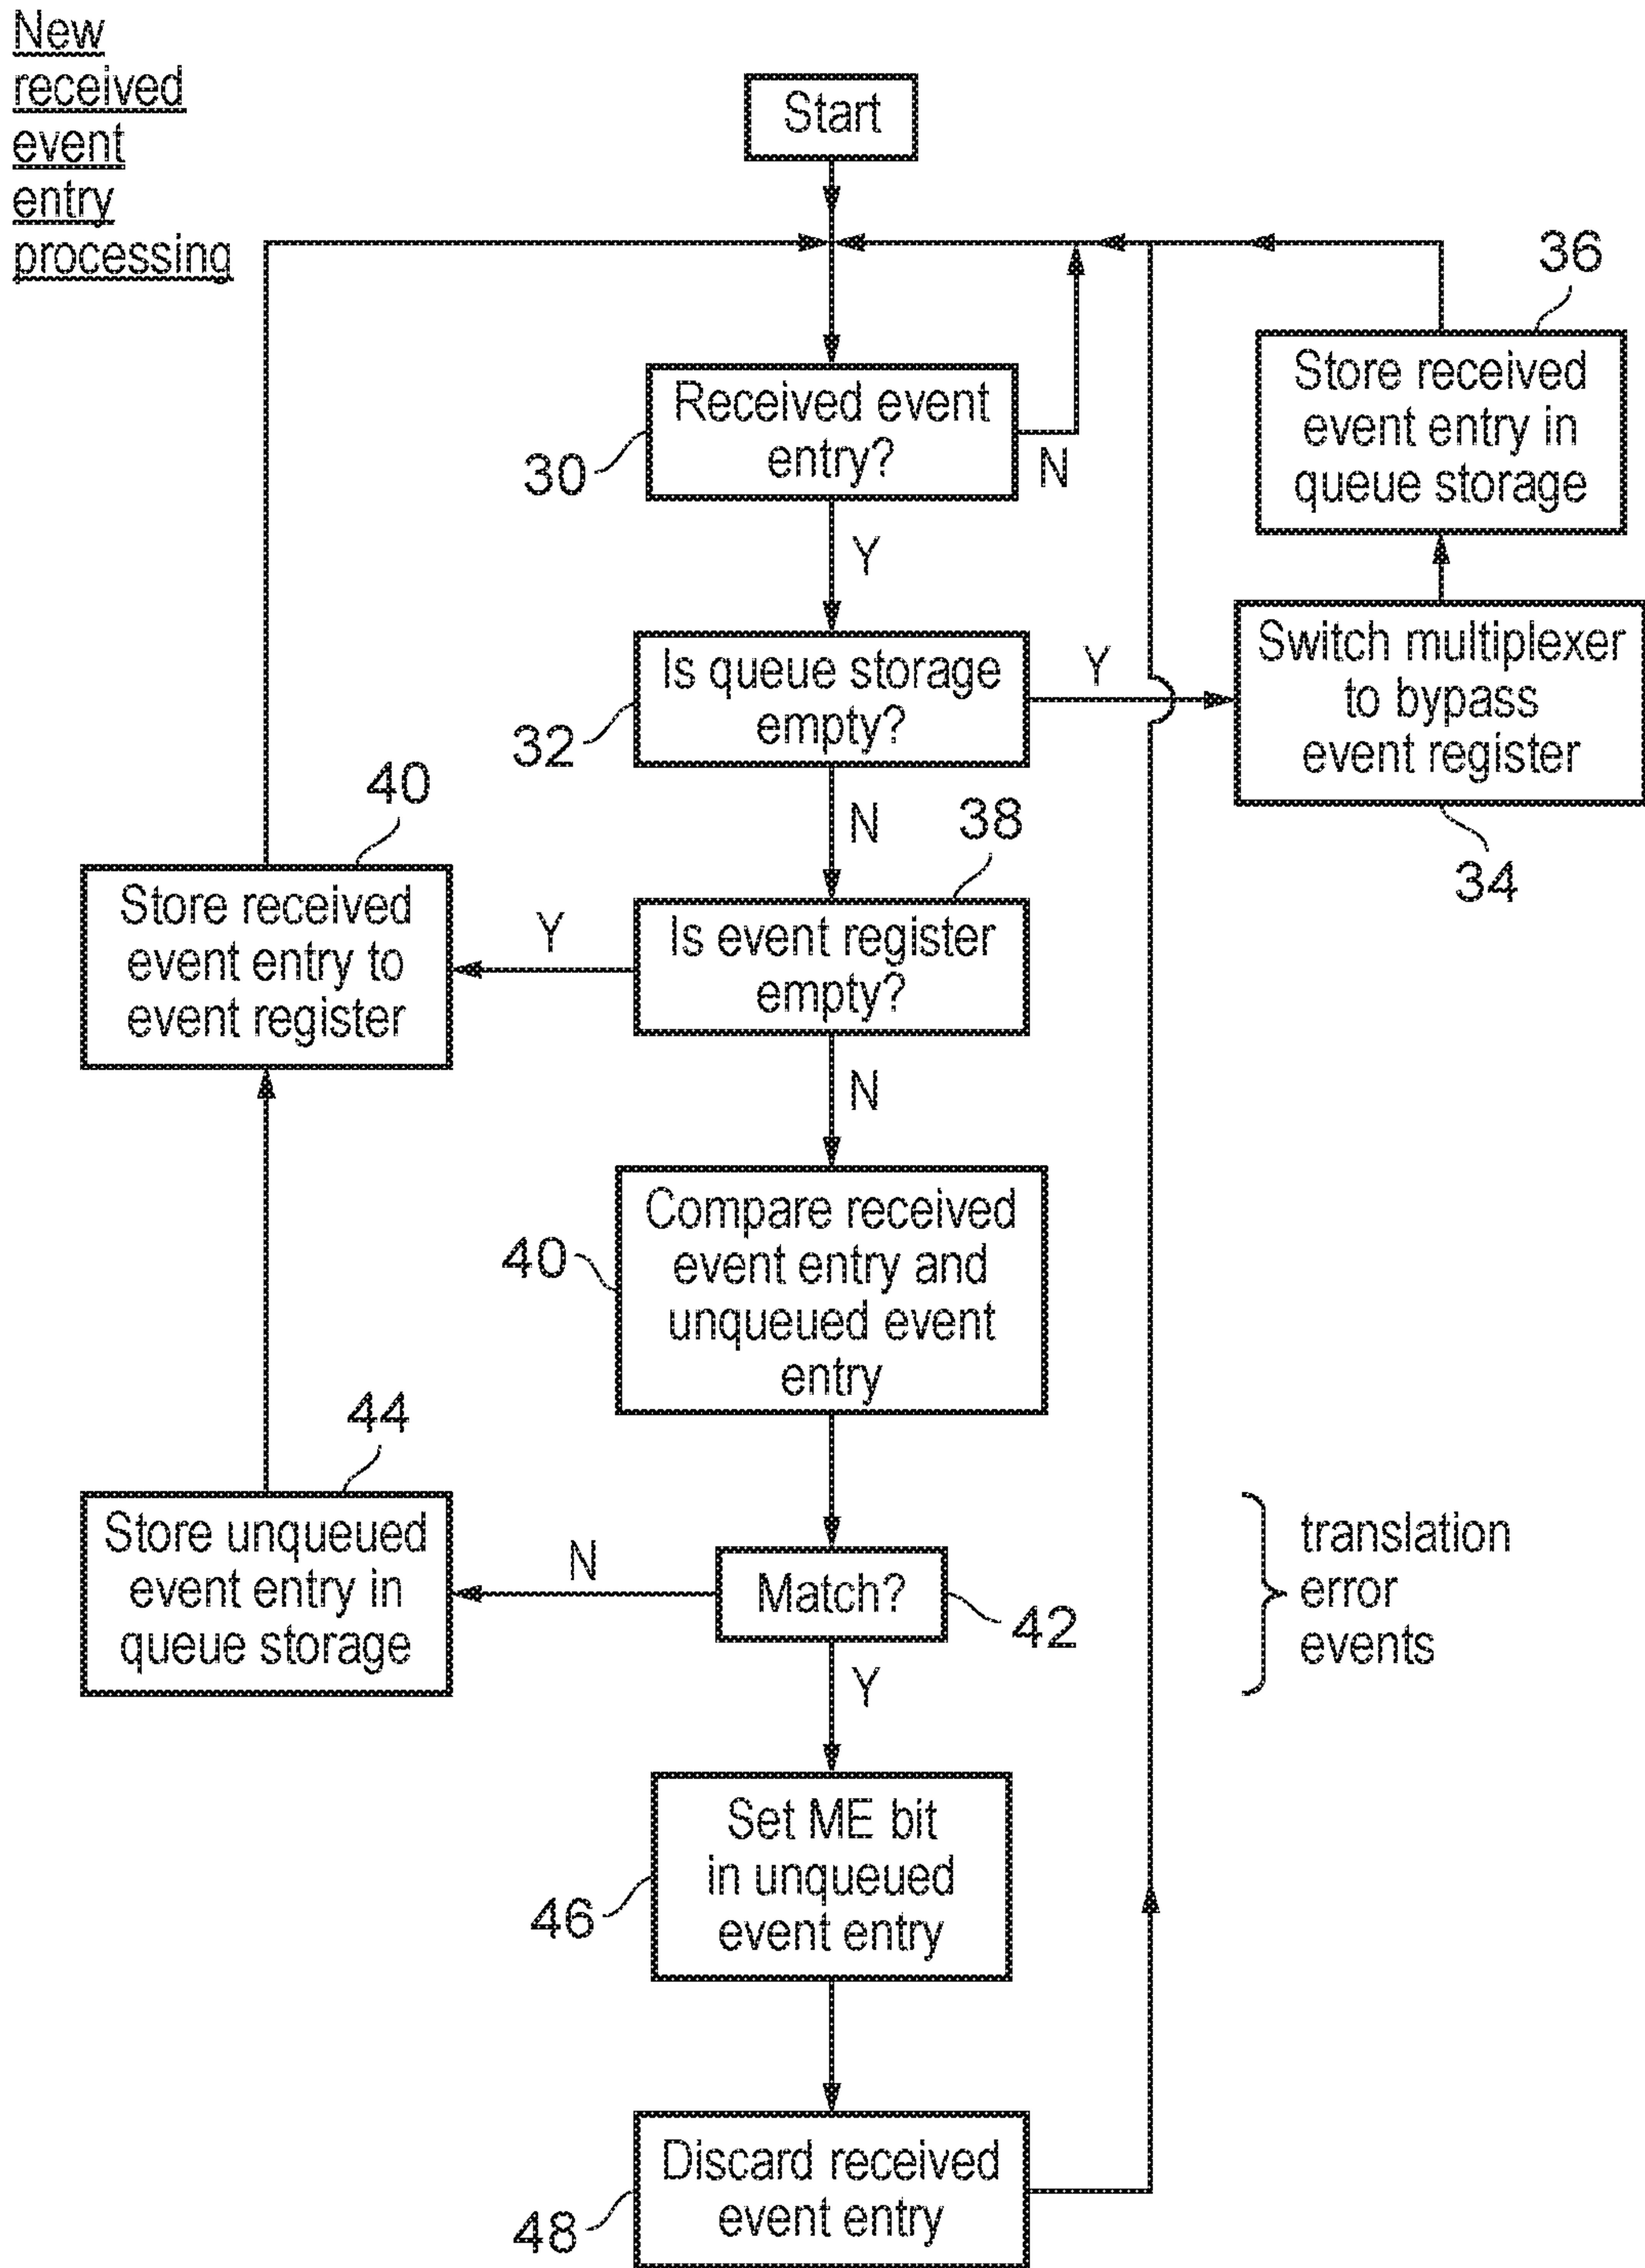 New
received
event
entry
processing
Start
36
Store received
event entry in
queue storage
Received event
entry?
30
N
Y
Switch multiplexer
to bypass
event register
34
Is queue storage
empty?
32
Y
N
38
40
Store received
event entry to
event register
Y
Is event register
empty?
N
Compare received
event entry and
unqueued event
entry
40
44
Store unqueued
event entry in
queue storage
N
Match?
42
translation
error
events
Y
Set ME bit
in unqueued
event entry
46
Discard received
event entry
48